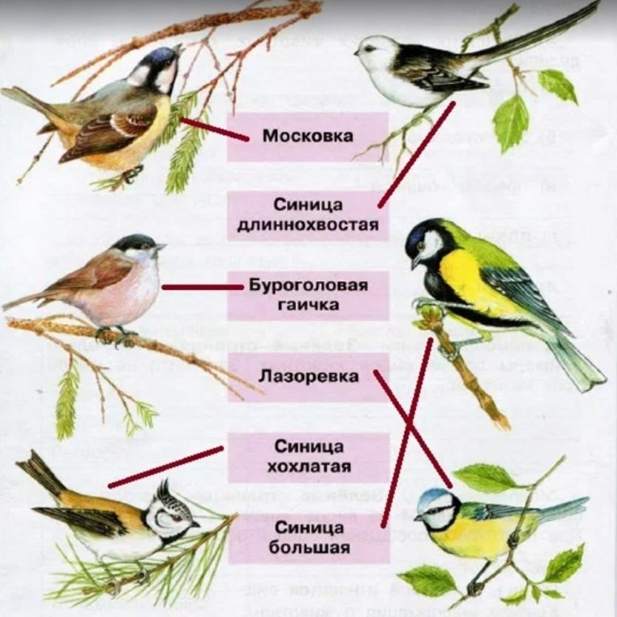 Московка
Синица
длиннохвостая
Буроголовая
гаичка
Лазоревка
Синица
хохлатая
Синица
большая